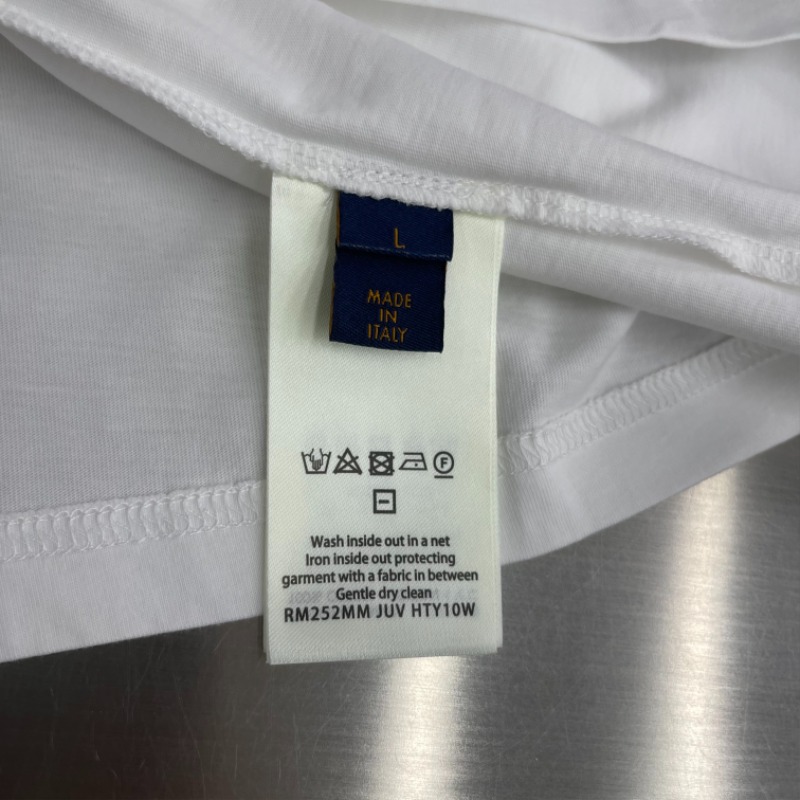 L
MADE
IN
ITALY
F
Wash inside out in a net
Iron inside out protecting
garment with a fabric in between
Gentle dry clean
RM252MM JUV HTY10W